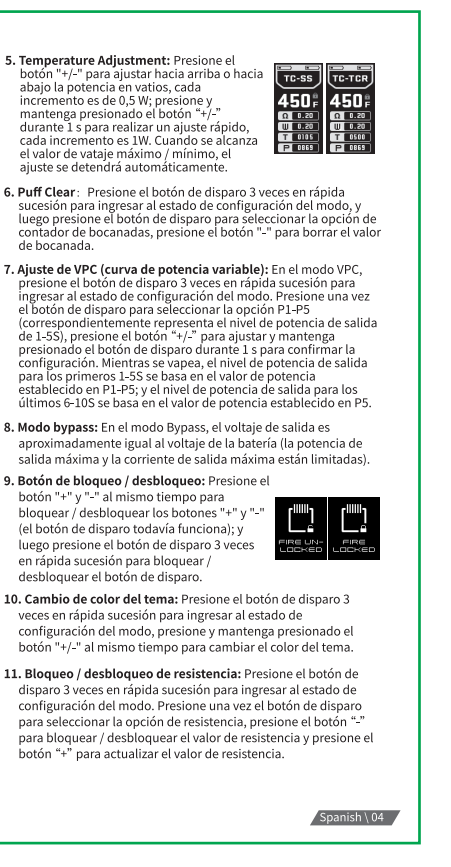 5. Temperature Adjustment: Presione el
botón "+/-" para ajustar hacia arriba o hacia
abajo la potencia en vatios, cada
incremento es de 0,5 W; presione y
mantenga presionado el botón “+/-”
durante 1 s para realizar un ajuste rápido,
cada incremento es 1W. Cuando se alcanza
el valor de vataje máximo / mínimo, el
ajuste se detendrá automáticamente.
TC-SS
450 F
Ω 0.20
W 0.20
T 0105
P 0869
TC-TCR
450 F
Ω 0.20
W 0.20
T 0500
P 0869
6. Puff Clear：Presione el botón de disparo 3 veces en rápida
sucesión para ingresar al estado de configuración del modo, y
luego presione el botón de disparo para seleccionar la opción de
contador de bocanadas, presione el botón "-" para borrar el valor
de bocanada.
7. Ajuste de VPC (curva de potencia variable): En el modo VPC,
presione el botón de disparo 3 veces en rápida sucesión para
ingresar al estado de configuración del modo. Presione una vez
el botón de disparo para seleccionar la opción P1-P5
(correspondientemente representa el nivel de potencia de salida
de 1-5S), presione el botón “+/-” para ajustar y mantenga
presionado el botón de disparo durante 1 s para confirmar la
configuración. Mientras se vapea, el nivel de potencia de salida
para los primeros 1-5S se basa en el valor de potencia
establecido en P1-P5; y el nivel de potencia de salida para los
últimos 6-10S se basa en el valor de potencia establecido en P5.
8. Modo bypass: En el modo Bypass, el voltaje de salida es
aproximadamente igual al voltaje de la batería (la potencia de
salida máxima y la corriente de salida máxima están limitadas).
9. Botón de bloqueo / desbloqueo: Presione el
botón "+" y "-" al mismo tiempo para
bloquear / desbloquear los botones "+" y "-"
(el botón de disparo todavía funciona); y
luego presione el botón de disparo 3 veces
en rápida sucesión para bloquear /
desbloquear el botón de disparo.
FIRE UN-
LOCKED
FIRE
LOCKED
10. Cambio de color del tema: Presione el botón de disparo 3
veces en rápida sucesión para ingresar al estado de
configuración del modo, presione y mantenga presionado el
botón "+/-" al mismo tiempo para cambiar el color del tema.
11. Bloqueo / desbloqueo de resistencia: Presione el botón de
disparo 3 veces en rápida sucesión para ingresar al estado de
configuración del modo. Presione una vez el botón de disparo
para seleccionar la opción de resistencia, presione el botón “-”
para bloquear / desbloquear el valor de resistencia y presione el
botón “+” para actualizar el valor de resistencia.
Spanish \ 04